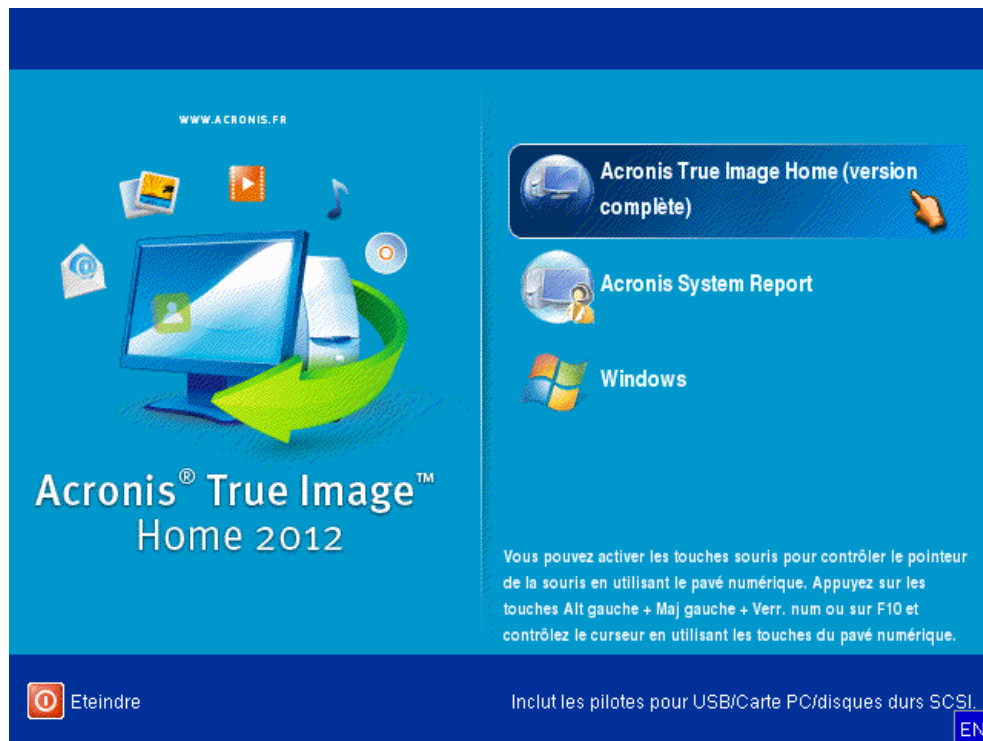 WWW.ACRONIS.FR
Acronis® True Image™
Home 2012
Acronis True Image Home (version
complète)
Acronis System Report
Windows
Vous pouvez activer les touches souris pour contrôler le pointeur
de la souris en utilisant le pavé numérique. Appuyez sur les
touches Alt gauche + Maj gauche + Verr. num ou sur F10 et
contrôlez le curseur en utilisant les touches du pavé numérique.
Eteindre
Inclut les pilotes pour USB/Carte PC/disques durs SCSI.
EN